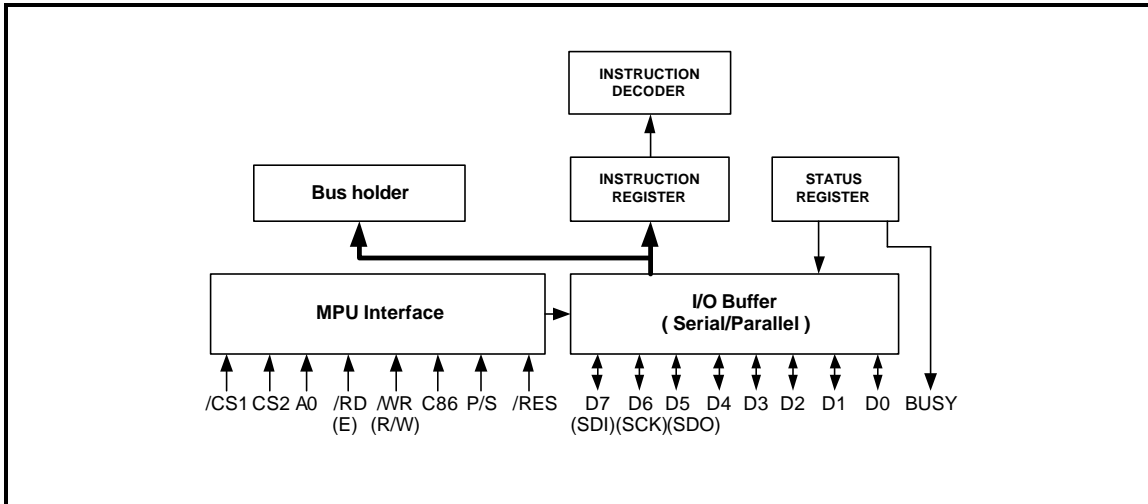 INSTRUCTION
DECODER
Bus holder
INSTRUCTION
REGISTER
STATUS
REGISTER
MPU Interface
I/O Buffer
( Serial/Parallel )
/CS1 CS2 A0 /RD /WR C86 P/S /RES D7 D6 D5 D4 D3 D2 D1 D0 BUSY
(E) (R/W) (SDI) (SCK) (SDO)